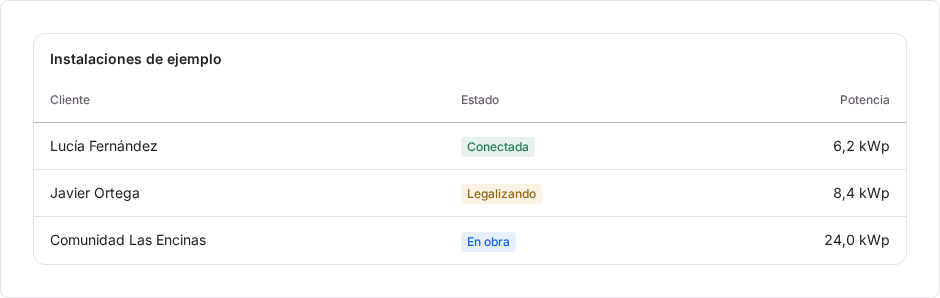 Instalaciones de ejemplo
Cliente Estado Potencia
Lucía Fernández Conectada 6,2 kWp
Javier Ortega Legalizando 8,4 kWp
Comunidad Las Encinas En obra 24,0 kWp